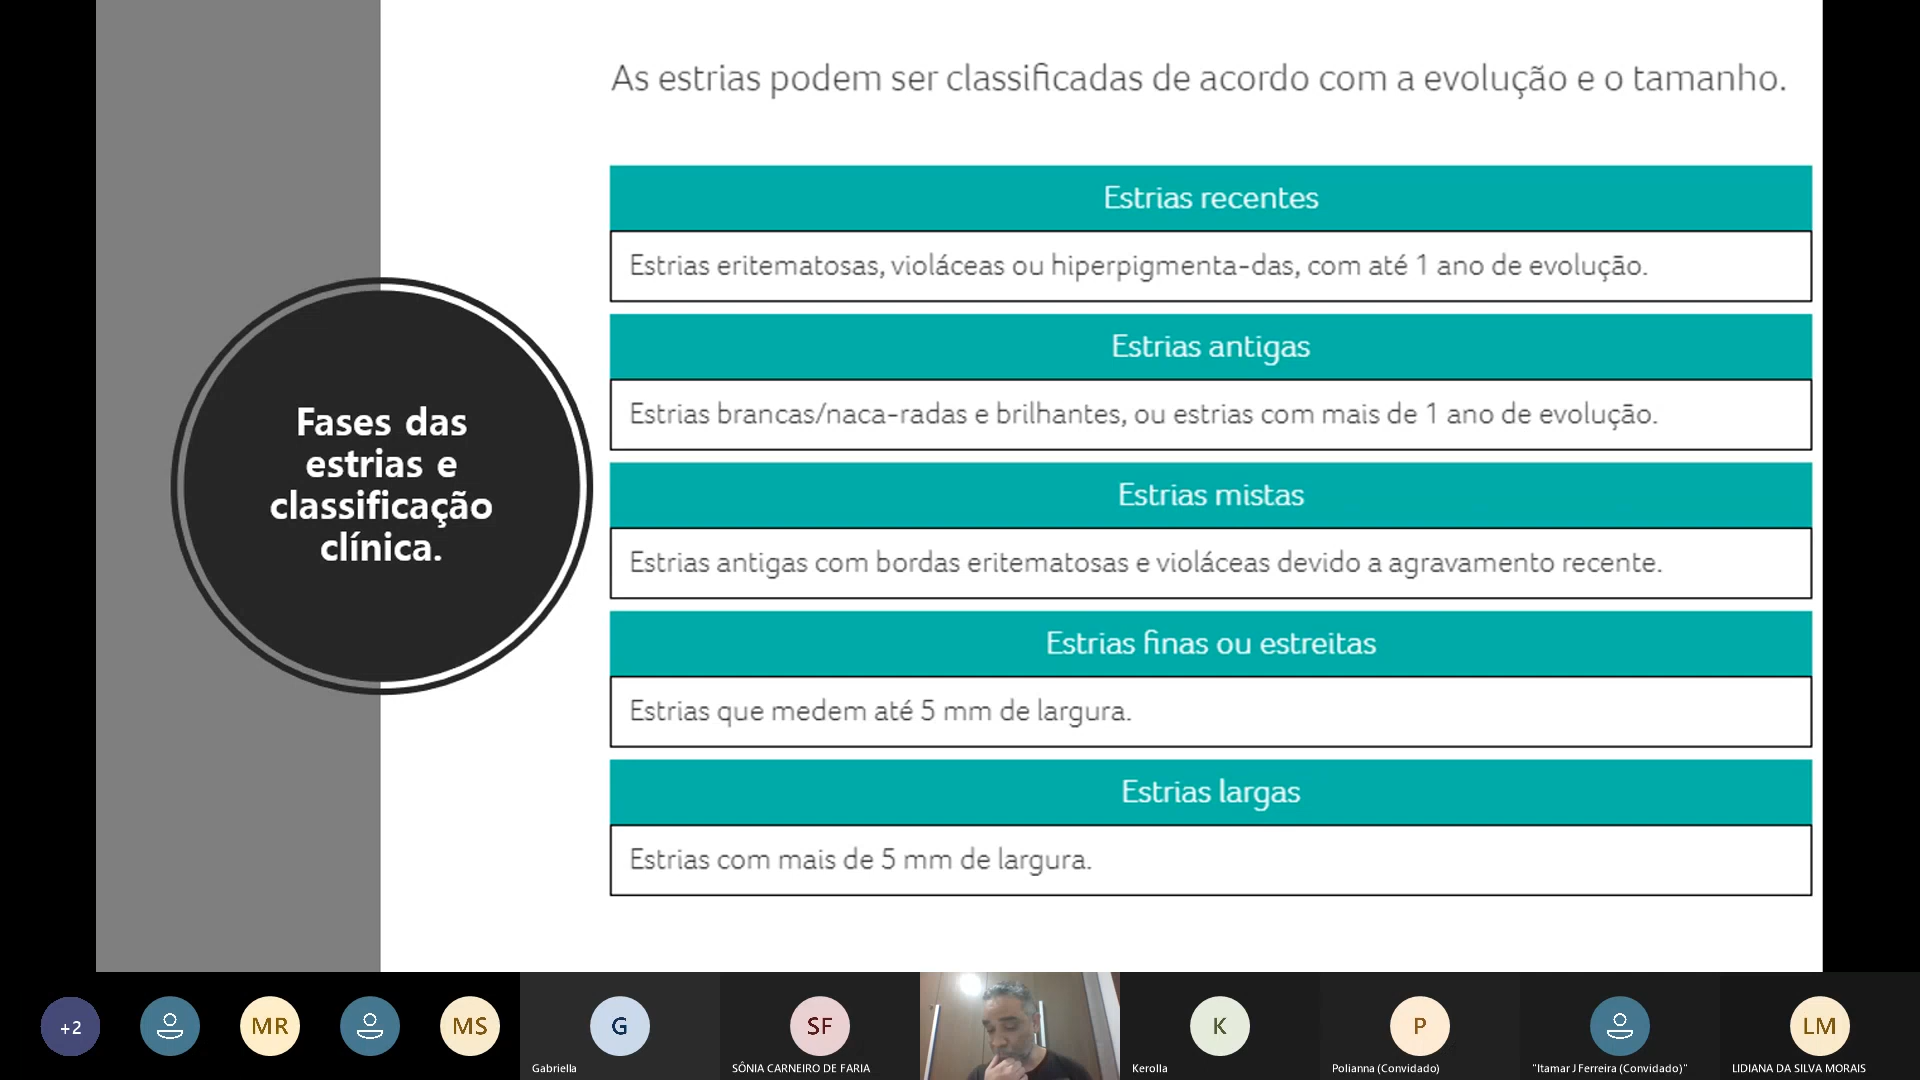 As estrias podem ser classificadas de acordo com a evolução e o tamanho.
Fases das
estrias e
classificação
clínica.
Estrias recentes
Estrias eritematosas, violáceas ou hiperpigmenta-das, com até 1 ano de evolução.
Estrias antigas
Estrias brancas/naca-radas e brilhantes, ou estrias com mais de 1 ano de evolução.
Estrias mistas
Estrias antigas com bordas eritematosas e violáceas devido a agravamento recente.
Estrias finas ou estreitas
Estrias que medem até 5 mm de largura.
Estrias largas
Estrias com mais de 5 mm de largura.
+2
MR
MS
G
Gabriella
SF
SÔNIA CARNEIRO DE FARIA
K
Kerolla
P
Polianna (Convidado)
"Itamar J Ferreira (Convidado)"
LM
LIDIANA DA SILVA MORAIS